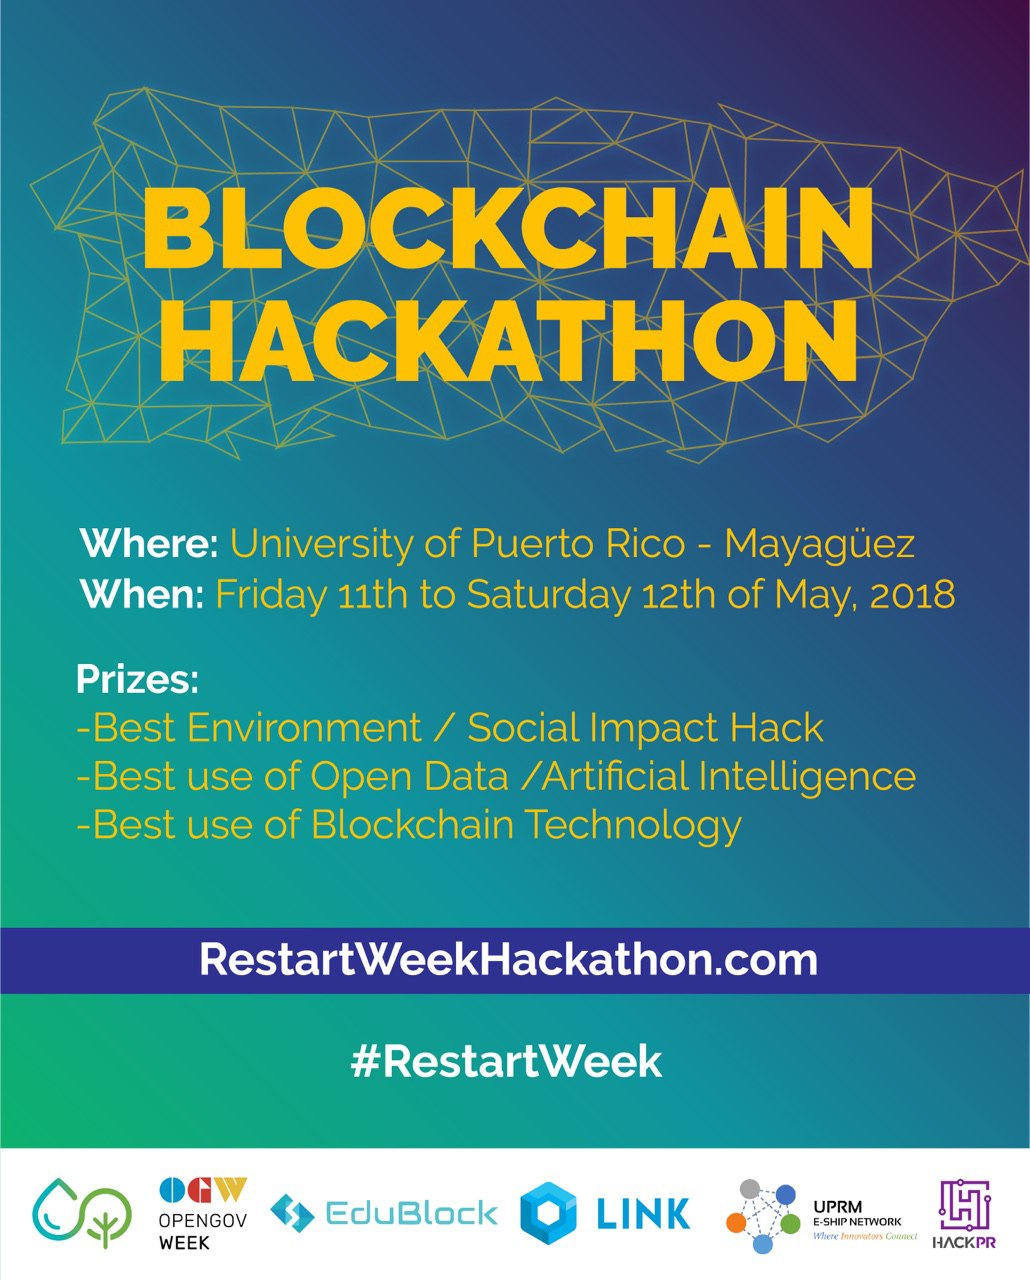 BLOCKCHAIN
HACKATHON
Where: University of Puerto Rico - Mayagüez
When: Friday 11th to Saturday 12th of May, 2018
Prizes:
-Best Environment / Social Impact Hack
-Best use of Open Data /Artificial Intelligence
-Best use of Blockchain Technology
RestartWeekHackathon.com
#RestartWeek
OGW
OPENGOV
WEEK
EduBlock
LINK
UPRM
E-SHIP NETWORK
Where Innovators Connect
HACKPR